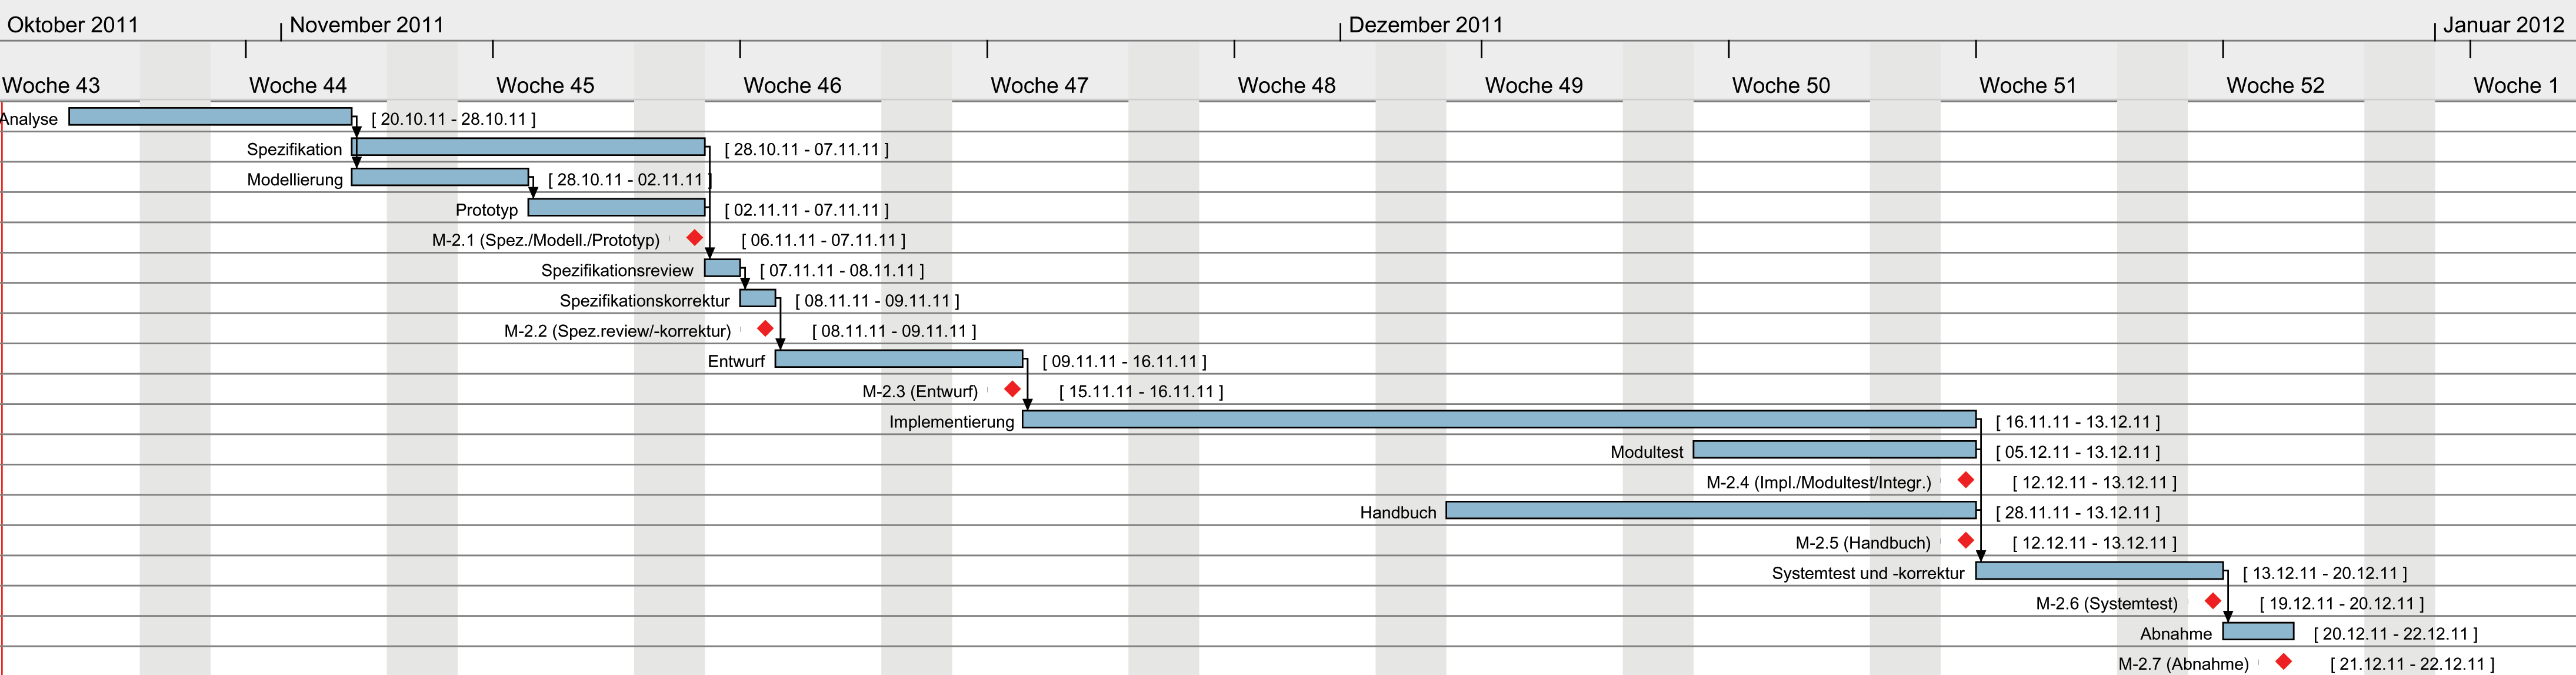 Oktober 2011 November 2011 Dezember 2011 Januar 2012
Woche 43 Woche 44 Woche 45 Woche 46 Woche 47 Woche 48 Woche 49 Woche 50 Woche 51 Woche 52 Woche 1
Analyse [ 20.10.11 - 28.10.11 ]
Spezifikation [ 28.10.11 - 07.11.11 ]
Modellierung [ 28.10.11 - 02.11.11 ]
Prototyp [ 02.11.11 - 07.11.11 ]
M-2.1 (Spez./Modell./Prototyp) [ 06.11.11 - 07.11.11 ]
Spezifikationsreview [ 07.11.11 - 08.11.11 ]
Spezifikationskorrektur [ 08.11.11 - 09.11.11 ]
M-2.2 (Spez.review/-korrektur) [ 08.11.11 - 09.11.11 ]
Entwurf [ 09.11.11 - 16.11.11 ]
M-2.3 (Entwurf) [ 15.11.11 - 16.11.11 ]
Implementierung [ 16.11.11 - 13.12.11 ]
Modultest [ 05.12.11 - 13.12.11 ]
M-2.4 (Impl./Modultest/Integr.) [ 12.12.11 - 13.12.11 ]
Handbuch [ 28.11.11 - 13.12.11 ]
M-2.5 (Handbuch) [ 12.12.11 - 13.12.11 ]
Systemtest und -korrektur [ 13.12.11 - 20.12.11 ]
M-2.6 (Systemtest) [ 19.12.11 - 20.12.11 ]
Abnahme [ 20.12.11 - 22.12.11 ]
M-2.7 (Abnahme) [ 21.12.11 - 22.12.11 ]